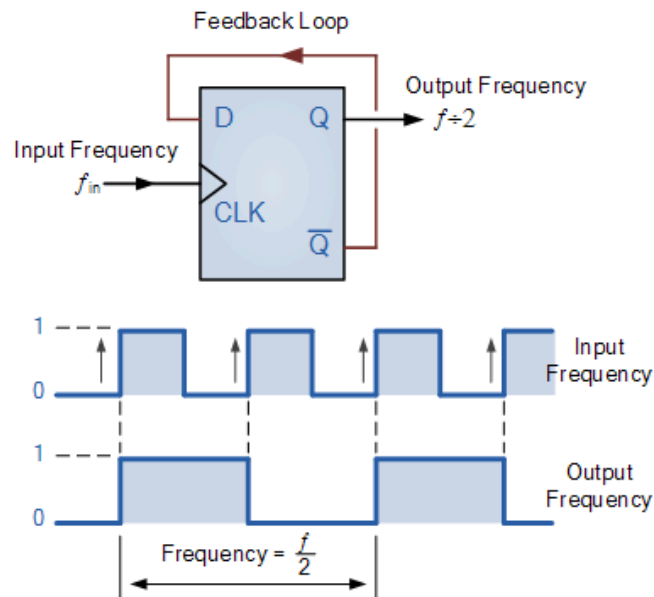 Feedback Loop
Output Frequency
D Q f÷2
Input Frequency
fin
CLK
Q̅
1
0
Input
Frequency
1
0
Output
Frequency
Frequency = f/2